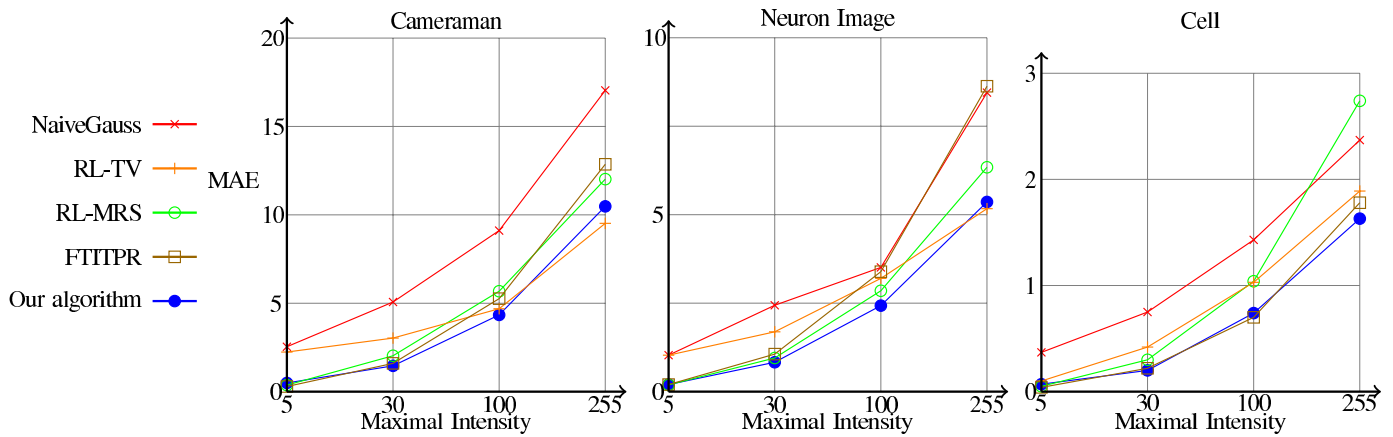 Cameraman
Neuron Image
Cell
NaiveGauss
RL-TV
RL-MRS
FTITPR
Our algorithm
MAE
20
15
10
5
0
5
30
100
255
Maximal Intensity
10
5
0
5
30
100
255
Maximal Intensity
3
2
1
0
5
30
100
255
Maximal Intensity